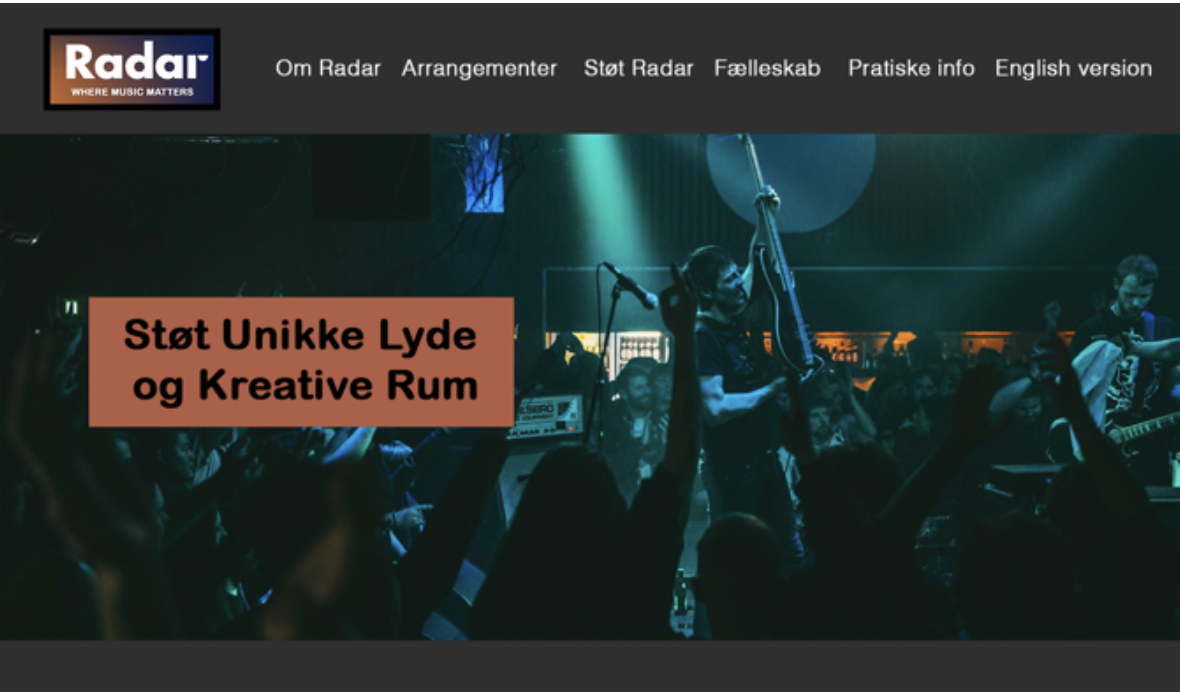 Radar
WHERE MUSIC MATTERS
Om Radar Arrangementer Støt Radar Fælleskab Pratiske info English version
Støt Unikke Lyde
og Kreative Rum